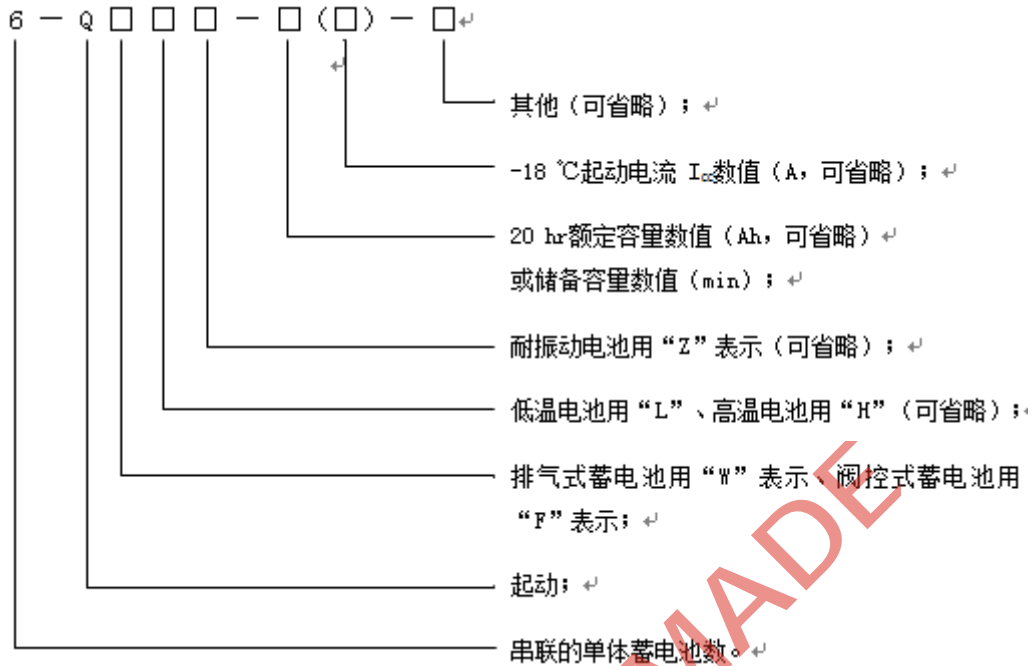 6 － Q □ □ □ － □ (□) － □↵
↵
其他（可省略）；↵
-18 ℃起动电流 Icc数值（A，可省略）；↵
20 hr额定容量数值（Ah，可省略）↵
或储备容量数值（min）；↵
耐振动电池用“Z”表示（可省略）；↵
低温电池用“L”、高温电池用“H”（可省略）；
排气式蓄电池用“W”表示、阀控式蓄电池用
“F”表示；↵
起动；↵
串联的单体蓄电池数。↵
MADE